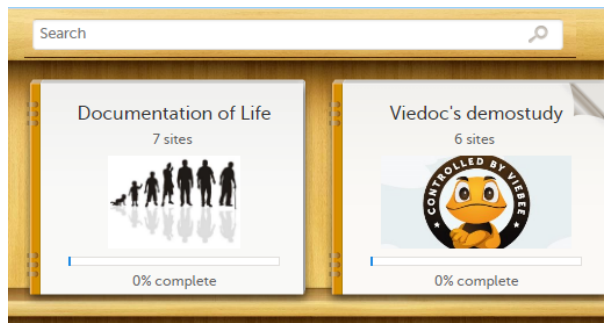 Search
Documentation of Life
7 sites
0% complete
Viedoc's demostudy
6 sites
CONTROLLED BY VIEBEE
0% complete